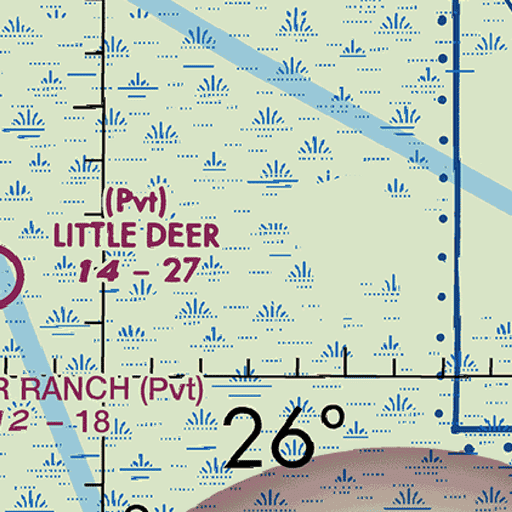 (Pvt)
LITTLE DEER
14 - 27
R RANCH (Pvt)
12 - 18
26°